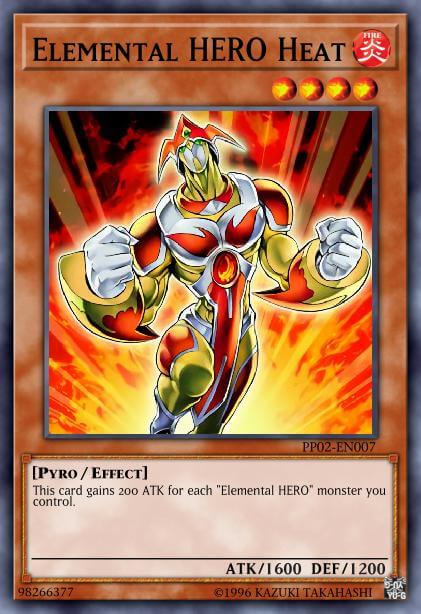 Elemental HERO Heat
FIRE
炎
PP02-EN007
[Pyro / Effect]
This card gains 200 ATK for each "Elemental HERO" monster you
control.
ATK/1600 DEF/1200
98266377
©1996 KAZUKI TAKAHASHI